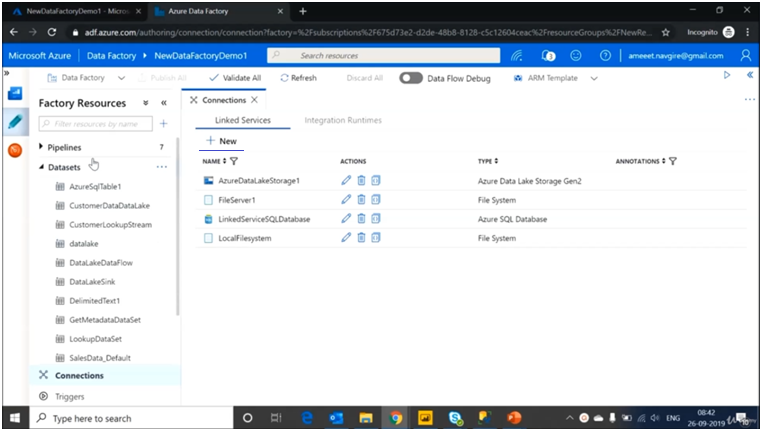 NewDataFactoryDemo1 - Microso
Azure Data Factory
adf.azure.com/authoring/connection/connection?factory=%2Fsubscriptions%2F675d73e2-d2de-48b8-8128-c5c12604ceac%2FresourceGroups%2FNewRe...
Incognito
Microsoft Azure
Data Factory
NewDataFactoryDemo1
Search resources
ameeet.navgire@gmail.com
Data Factory
Publish All
Validate All
Refresh
Discard All
Data Flow Debug
ARM Template
Factory Resources
Connections
Filter resources by name
Linked Services
Integration Runtimes
New
Pipelines 7
Datasets
NAME
ACTIONS
TYPE
ANNOTATIONS
AzureSqlTable1
CustomerDataDataLake
CustomerLookupStream
datalake
DataLakeDataFlow
DataLakeSink
DelimitedText1
GetMetadataDataSet
LookupDataSet
SalesData_Default
Connections
Triggers
AzureDataLakeStorage1 Azure Data Lake Storage Gen2
FileServer1 File System
LinkedServiceSQLDatabase Azure SQL Database
LocalFilesystem File System
Type here to search
ENG
08:42
26-09-2019